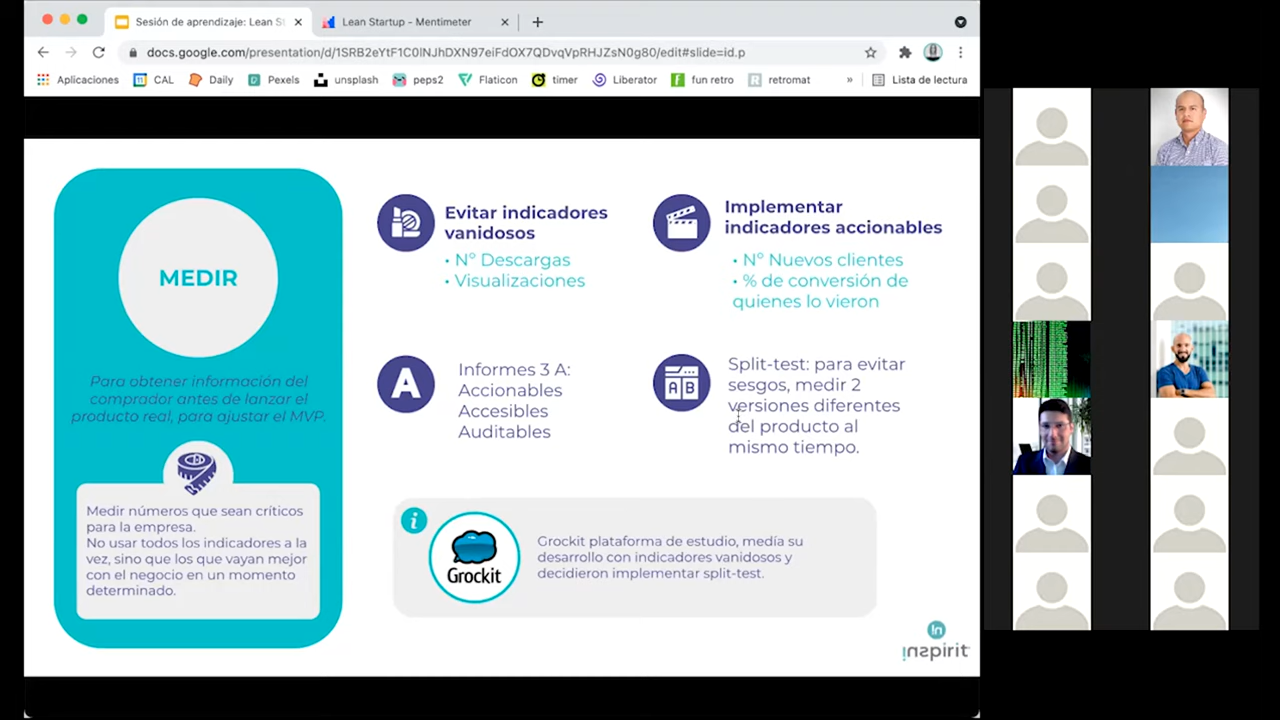 Sesión de aprendizaje: Lean S
Lean Startup - Mentimeter
docs.google.com/presentation/d/1SRB2eYtF1C0lNJhDXN97eiFdOX7QDvqVpRHJZsN0g80/edit#slide=id.p
Aplicaciones
CAL
Daily
Pexels
unsplash
peps2
Flaticon
timer
Liberator
fun retro
retromat
»
Lista de lectura
MEDIR
Para obtener información del
comprador antes de lanzar el
producto real, para ajustar el MVP.
Medir números que sean críticos
para la empresa.
No usar todos los indicadores a la
vez, sino que los que vayan mejor
con el negocio en un momento
determinado.
Evitar indicadores
vanidosos
• Nº Descargas
• Visualizaciones
Implementar
indicadores accionables
• Nº Nuevos clientes
• % de conversión de
quienes lo vieron
A
Informes 3 A:
Accionables
Accesibles
Auditables
A B
Split-test: para evitar
sesgos, medir 2
versiones diferentes
del producto al
mismo tiempo.
i
Grockit
Grockit plataforma de estudio, medía su
desarrollo con indicadores vanidosos y
decidieron implementar split-test.
inspirit